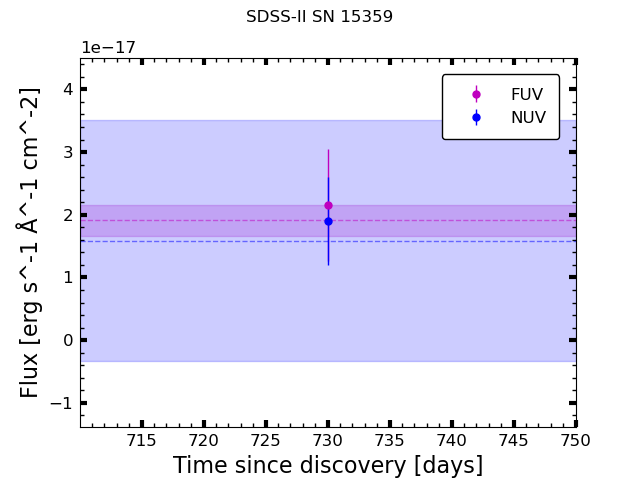 SDSS-II SN 15359
1e−17
4
3
2
1
0
−1
Flux [erg s^-1 Å^-1 cm^-2]
FUV
NUV
715 720 725 730 735 740 745 750
Time since discovery [days]